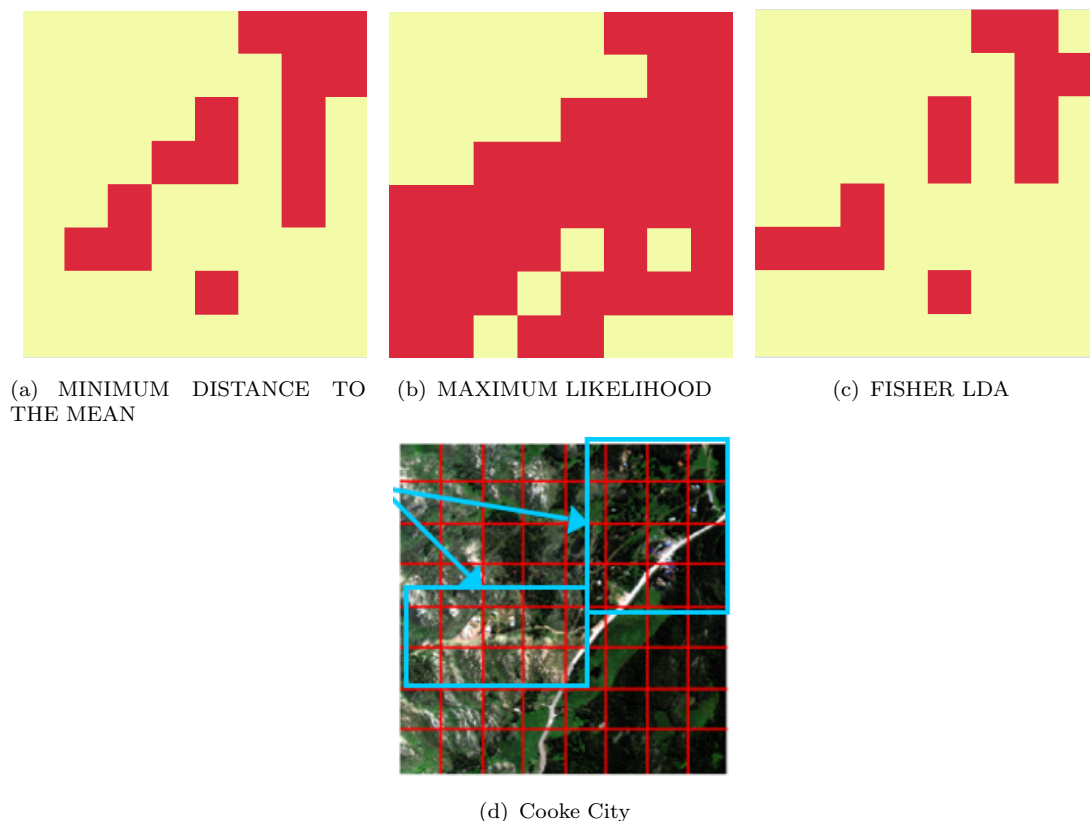 (a) MINIMUM DISTANCE TO
THE MEAN
(b) MAXIMUM LIKELIHOOD
(c) FISHER LDA
(d) Cooke City